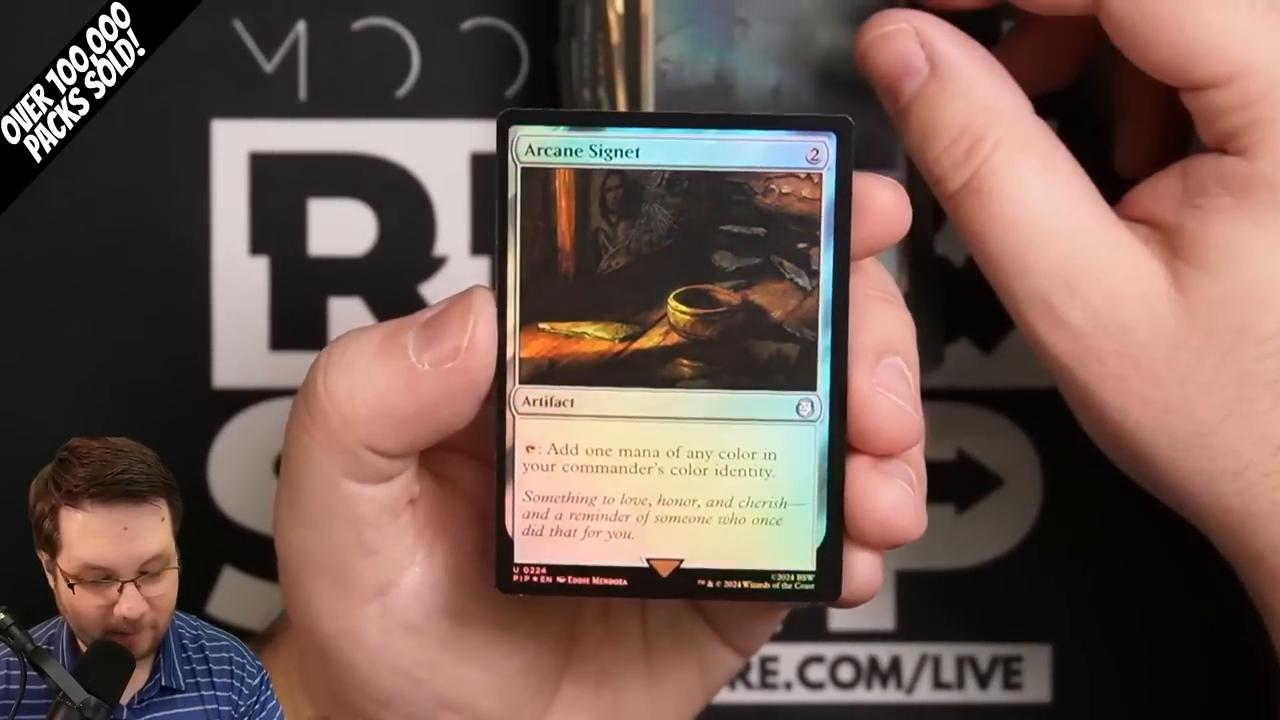 OVER 100,000
PACKS SOLD!
Arcane Signet 2
Artifact
: Add one mana of any color in
your commander's color identity.
Something to love, honor, and cherish—
and a reminder of someone who once
did that for you.
U 0224
PIP ★ EN Eddie Mendoza
©2024 BSW
™ & © 2024 Wizards of the Coast
RE.COM/LIVE